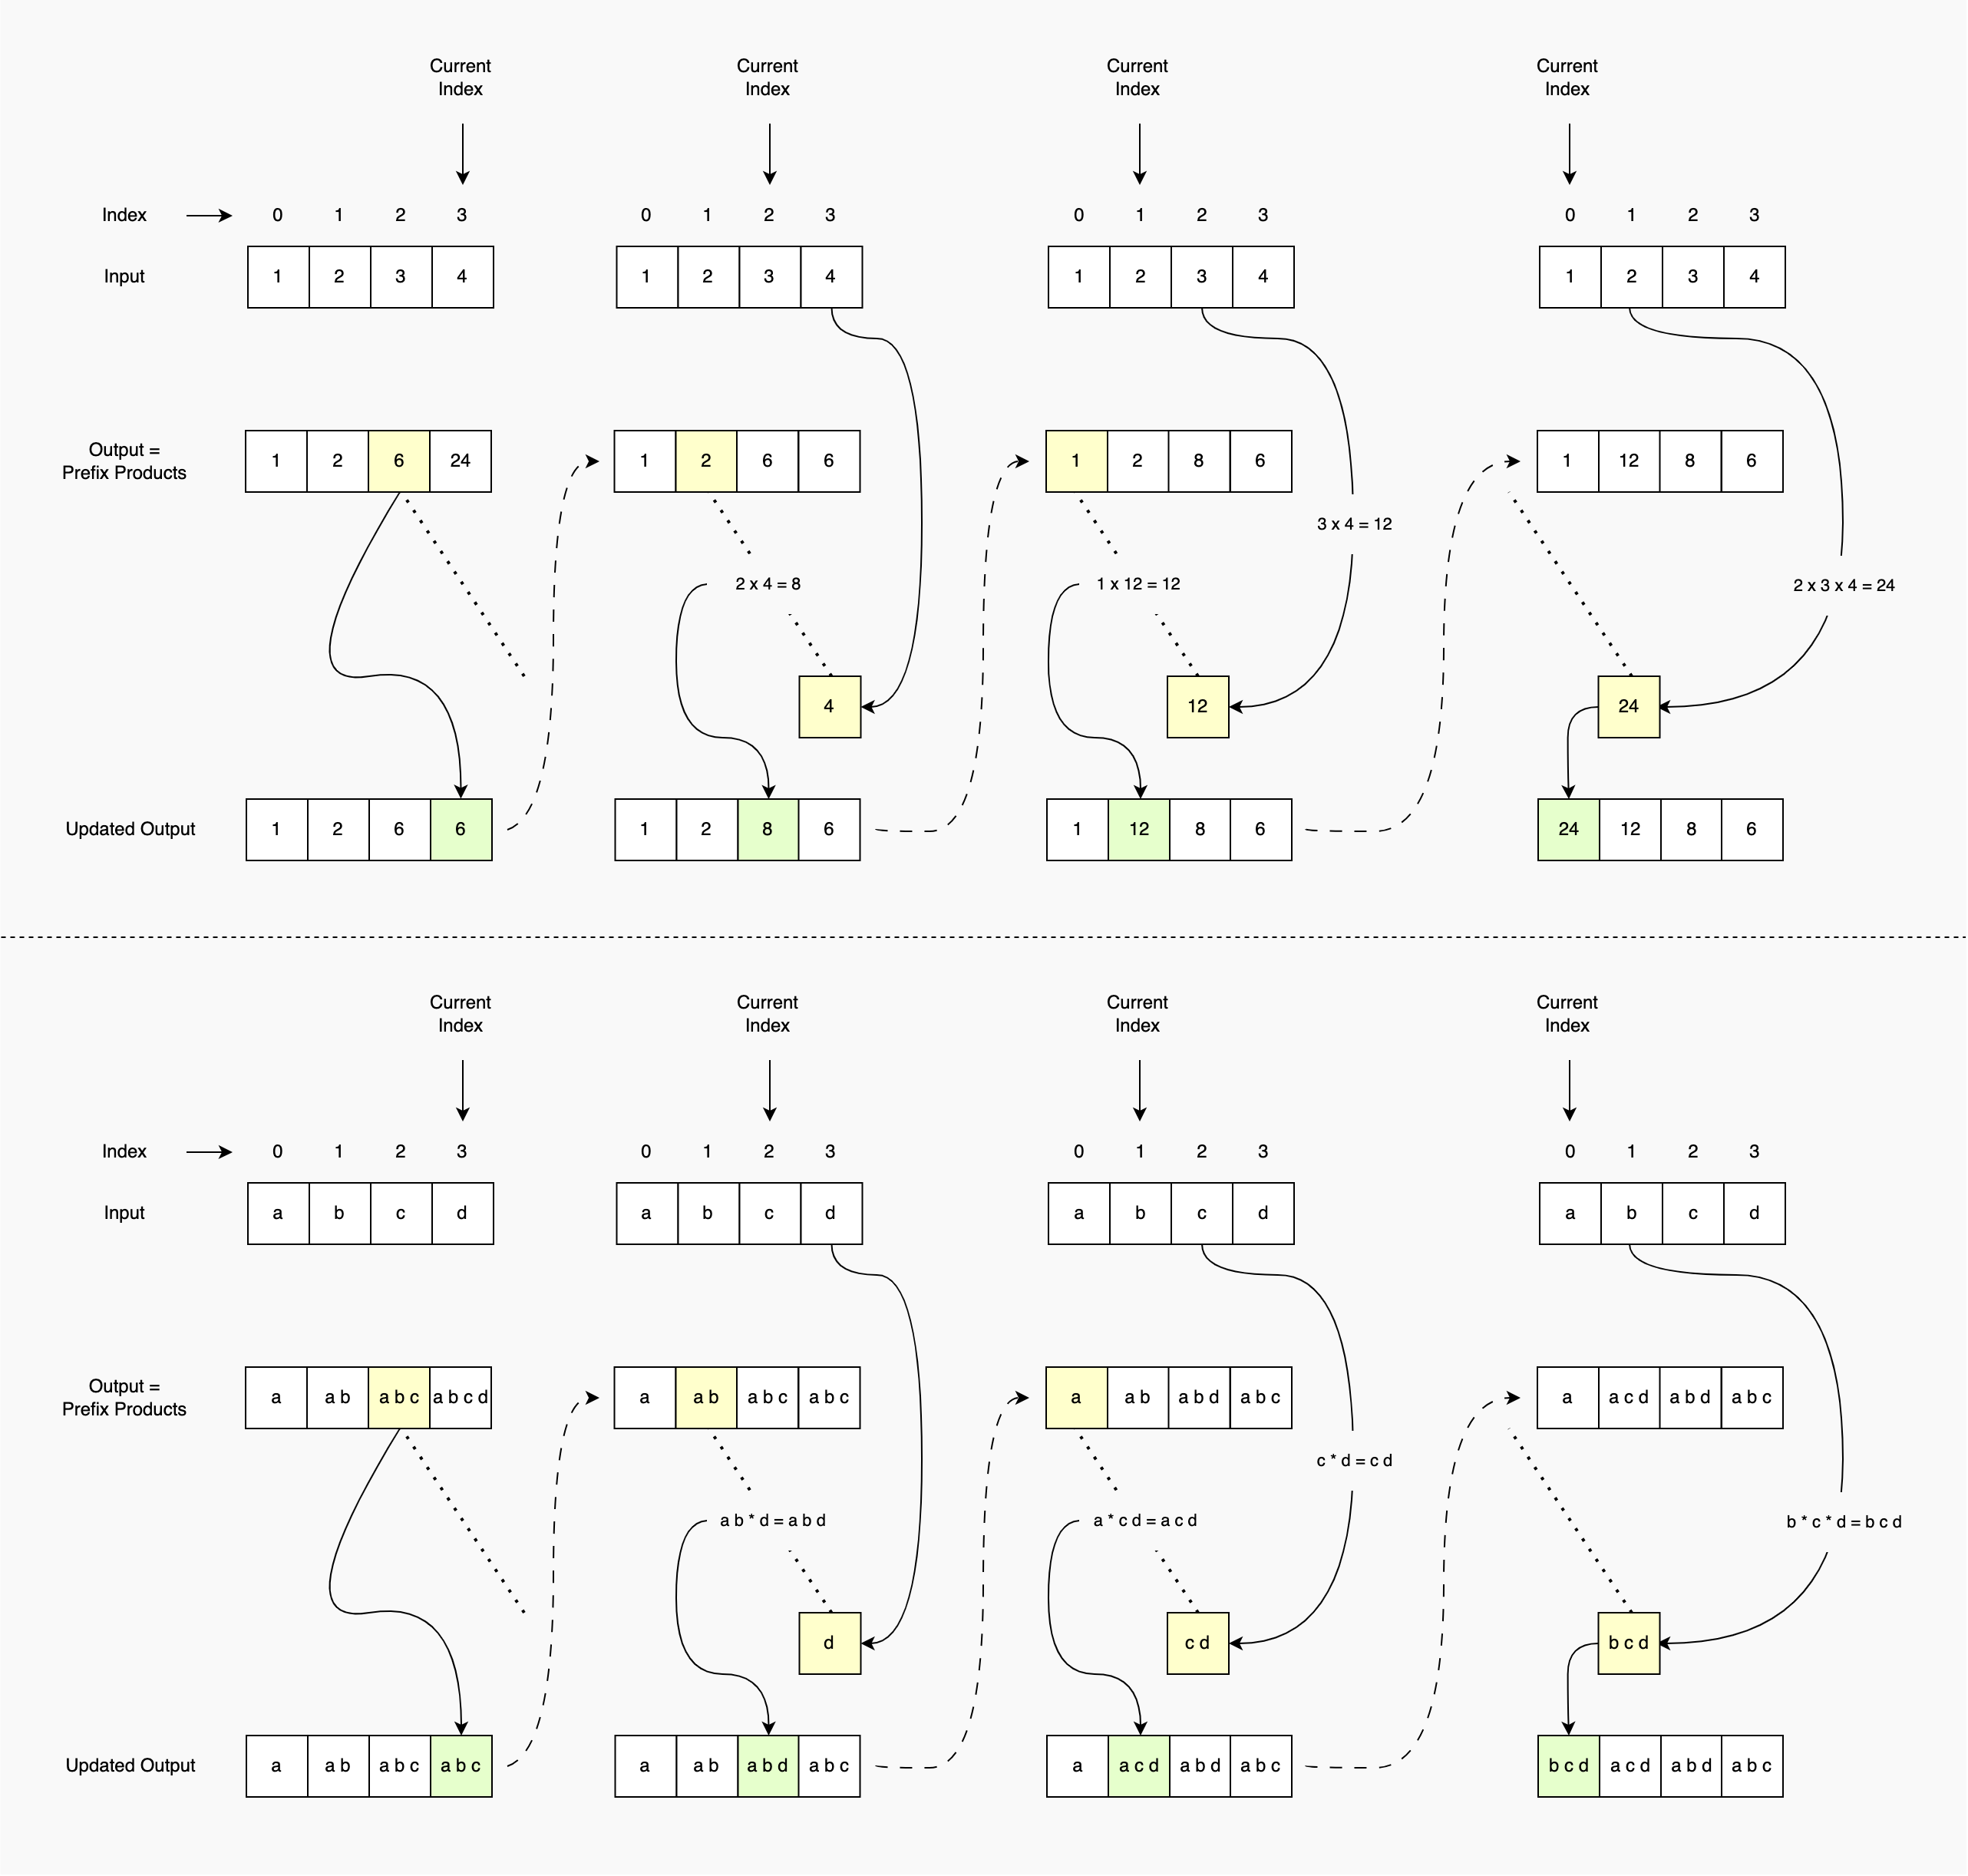 Current Current Current Current
Index Index Index Index
Index 0 1 2 3 0 1 2 3 0 1 2 3 0 1 2 3
Input 1 2 3 4 1 2 3 4 1 2 3 4 1 2 3 4
Output =
Prefix Products 1 2 6 24 1 2 6 6 1 2 8 6 1 12 8 6
3 x 4 = 12
2 x 4 = 8 1 x 12 = 12 2 x 3 x 4 = 24
4 12 24
Updated Output 1 2 6 6 1 2 8 6 1 12 8 6 24 12 8 6
Current Current Current Current
Index Index Index Index
Index 0 1 2 3 0 1 2 3 0 1 2 3 0 1 2 3
Input a b c d a b c d a b c d a b c d
Output =
Prefix Products a a b a b c a b c d a a b a b c a b c a a b a b d a b c a a c d a b d a b c
c * d = c d
a b * d = a b d a * c d = a c d b * c * d = b c d
d c d b c d
Updated Output a a b a b c a b c a a b a b d a b c a a c d a b d a b c b c d a c d a b d a b c